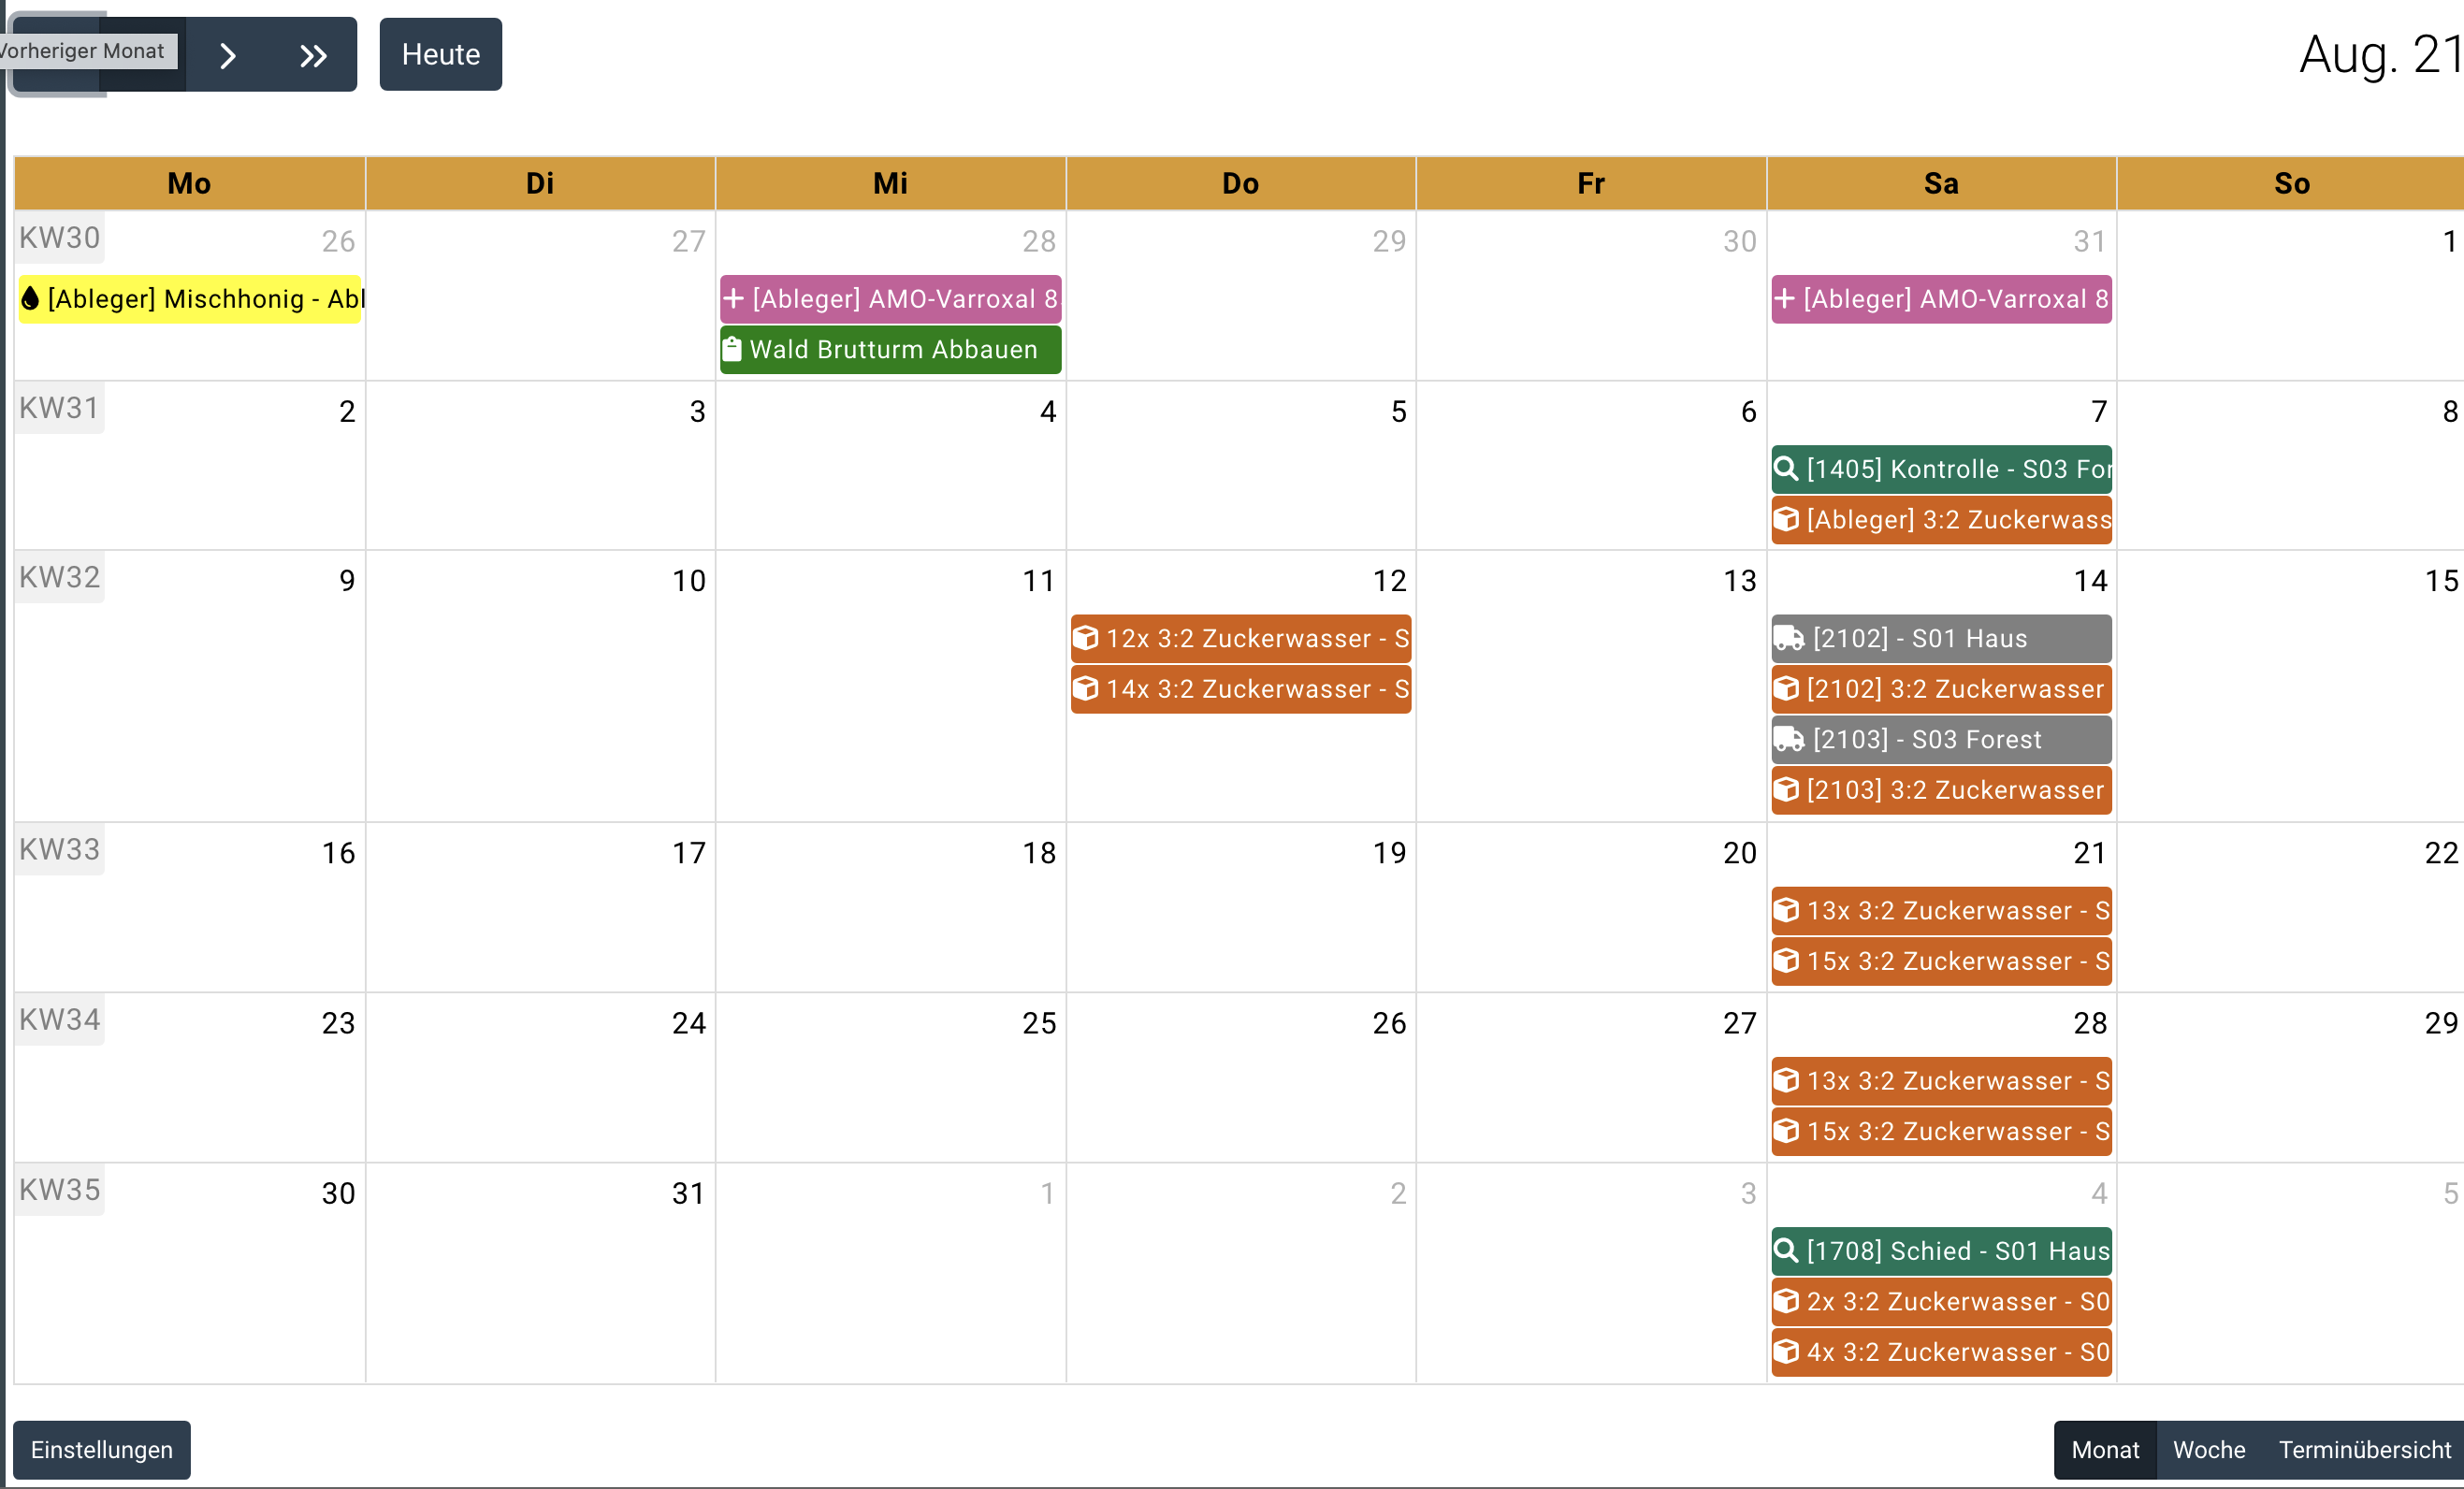 Vorheriger Monat
Heute
Aug. 21
Mo Di Mi Do Fr Sa So
KW30 26 27 28 29 30 31 1
[Ableger] Mischhonig - Abl
[Ableger] AMO-Varroxal 8
Wald Brutturm Abbauen
[Ableger] AMO-Varroxal 8
KW31 2 3 4 5 6 7 8
[1405] Kontrolle - S03 For
[Ableger] 3:2 Zuckerwass
KW32 9 10 11 12 13 14 15
12x 3:2 Zuckerwasser - S
14x 3:2 Zuckerwasser - S
[2102] - S01 Haus
[2102] 3:2 Zuckerwasser
[2103] - S03 Forest
[2103] 3:2 Zuckerwasser
KW33 16 17 18 19 20 21 22
13x 3:2 Zuckerwasser - S
15x 3:2 Zuckerwasser - S
KW34 23 24 25 26 27 28 29
13x 3:2 Zuckerwasser - S
15x 3:2 Zuckerwasser - S
KW35 30 31 1 2 3 4 5
[1708] Schied - S01 Haus
2x 3:2 Zuckerwasser - S0
4x 3:2 Zuckerwasser - S0
Einstellungen
Monat Woche Terminübersicht